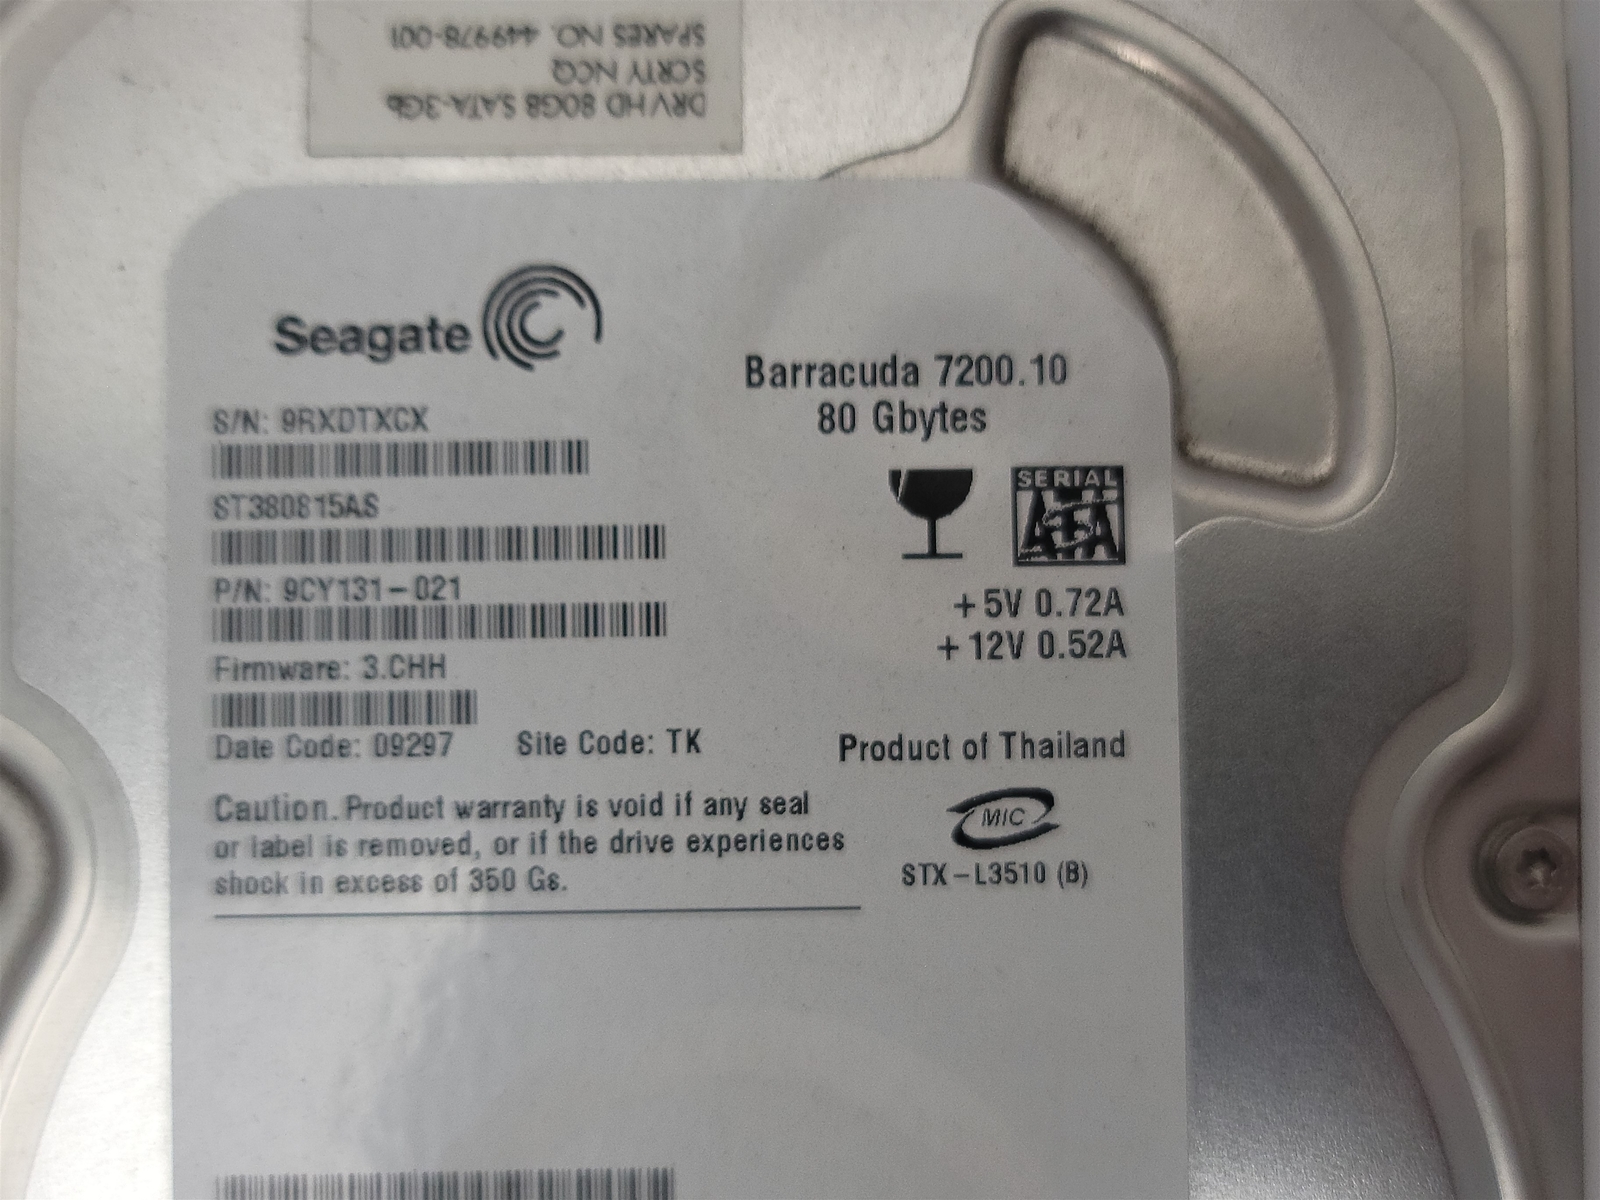 DRV HD 80GB SATA-3Gb
SCRTY NCQ
SPARES NO. 449978-001
Seagate
Barracuda 7200.10
80 Gbytes
S/N: 9RXDTXCX
ST380815AS
SERIAL
ATA
P/N: 9CY131-021
+5V 0.72A
+12V 0.52A
Firmware: 3.CHH
Date Code: 09297 Site Code: TK Product of Thailand
Caution. Product warranty is void if any seal
or label is removed, or if the drive experiences
shock in excess of 350 Gs.
MIC
STX-L3510 (B)